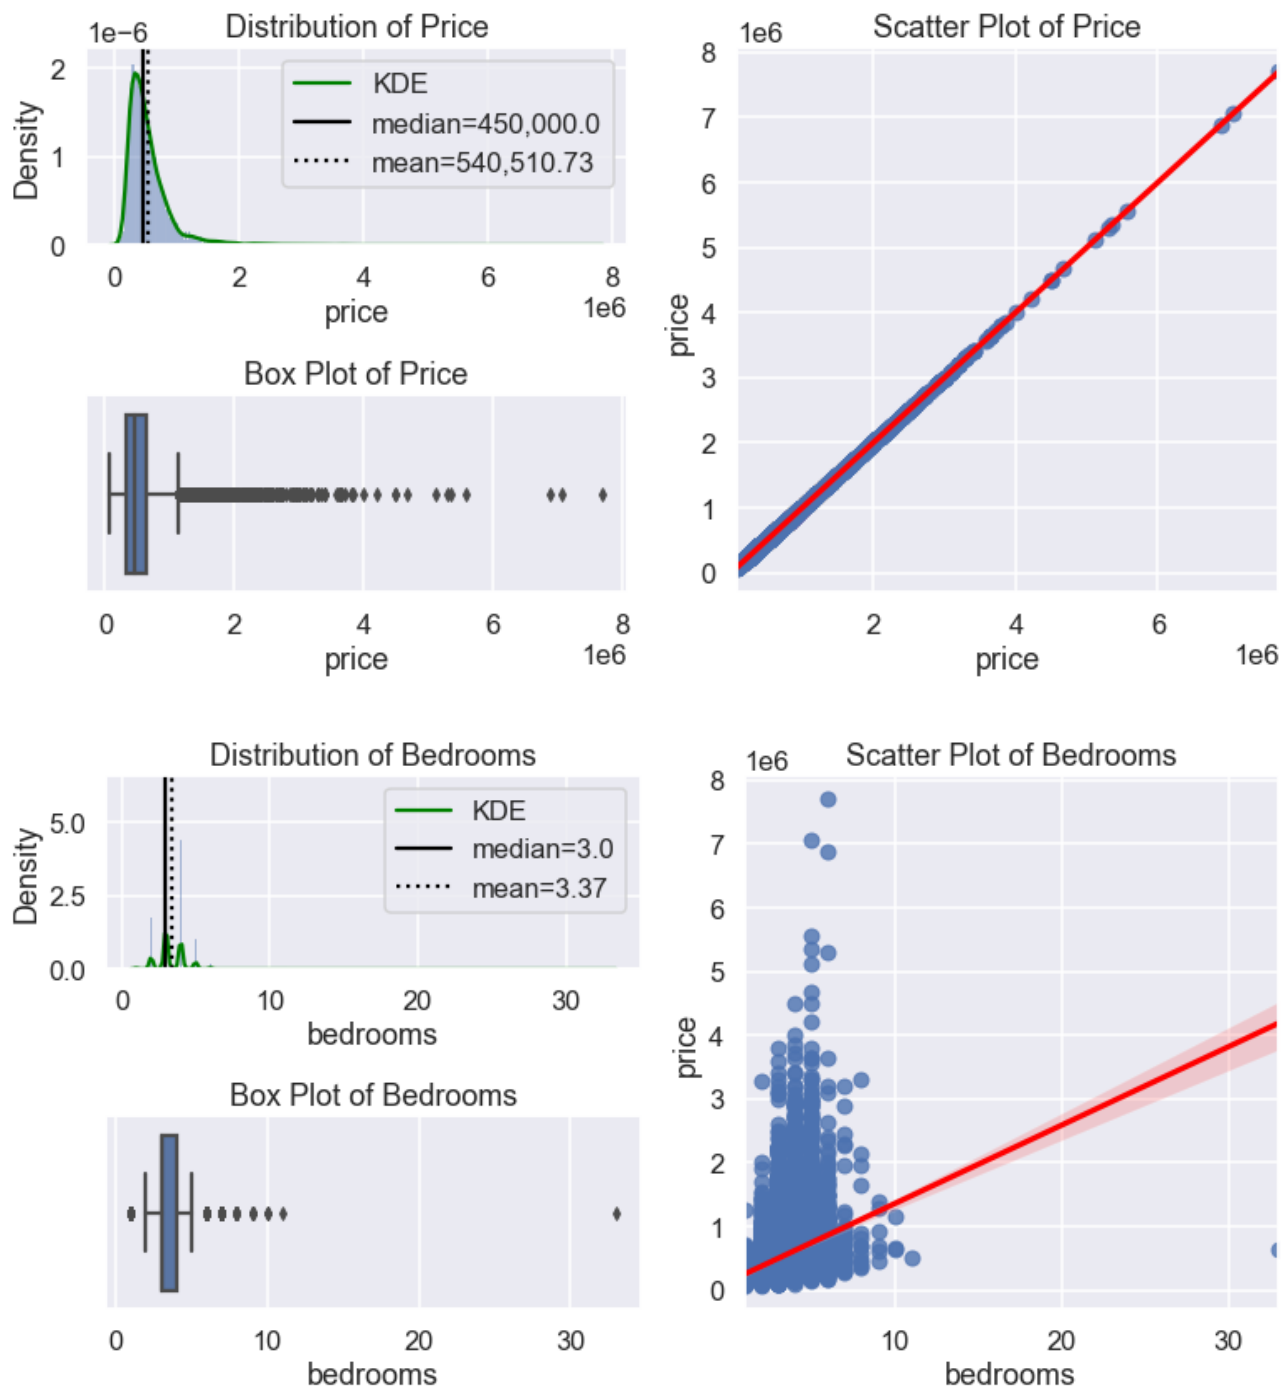 Distribution of Price
1e−6
2
1
0
Density
KDE
median=450,000.0
mean=540,510.73
0 2 4 6 8
1e6
price
Box Plot of Price
0 2 4 6 8
1e6
price
Scatter Plot of Price
1e6
8
7
6
5
4
3
2
1
0
price
2 4 6
1e6
price
Distribution of Bedrooms
5.0
2.5
0.0
Density
KDE
median=3.0
mean=3.37
0 10 20 30
bedrooms
Box Plot of Bedrooms
0 10 20 30
bedrooms
Scatter Plot of Bedrooms
1e6
8
7
6
5
4
3
2
1
0
price
10 20 30
bedrooms